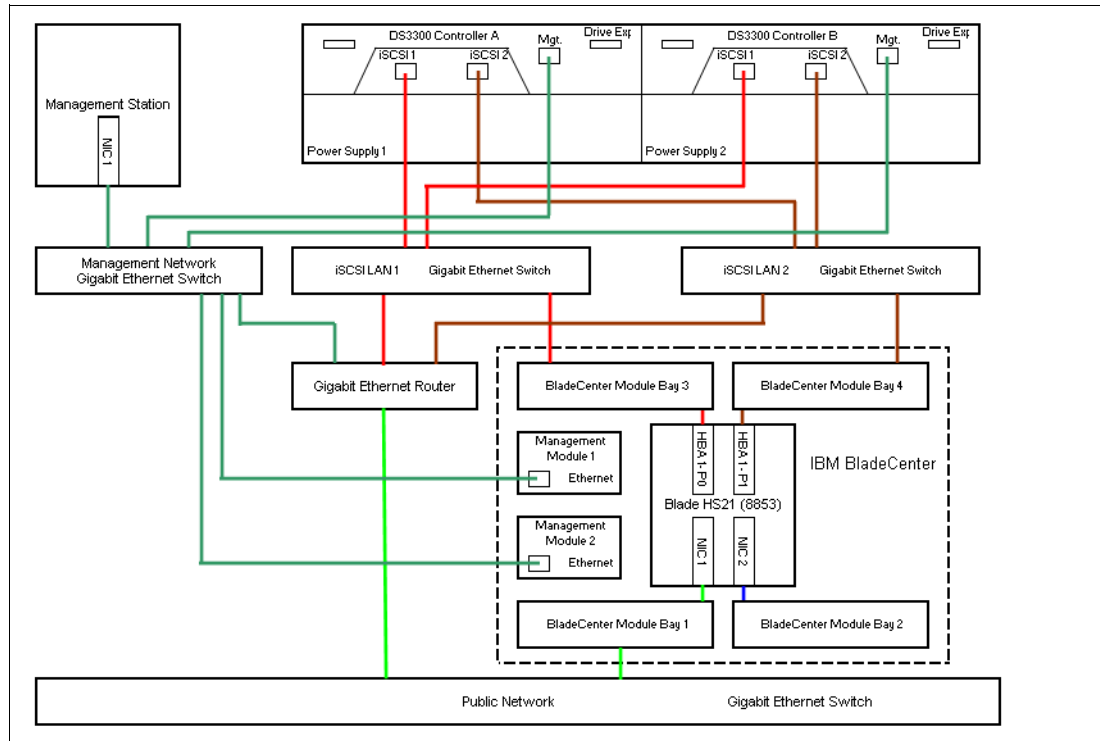 DS3300 Controller A
Mgt.
Drive Exp
iSCSI 1
iSCSI 2
DS3300 Controller B
Mgt.
Drive Exp
iSCSI 1
iSCSI 2
Management Station
NIC 1
Power Supply 1
Power Supply 2
Management Network
Gigabit Ethernet Switch
iSCSI LAN 1
Gigabit Ethernet Switch
iSCSI LAN 2
Gigabit Ethernet Switch
Gigabit Ethernet Router
BladeCenter Module Bay 3
BladeCenter Module Bay 4
Management
Module 1
Ethernet
HBA 1- P0
HBA 1- P1
IBM BladeCenter
Blade HS21 (8853)
Management
Module 2
Ethernet
NIC 1
NIC 2
BladeCenter Module Bay 1
BladeCenter Module Bay 2
Public Network
Gigabit Ethernet Switch